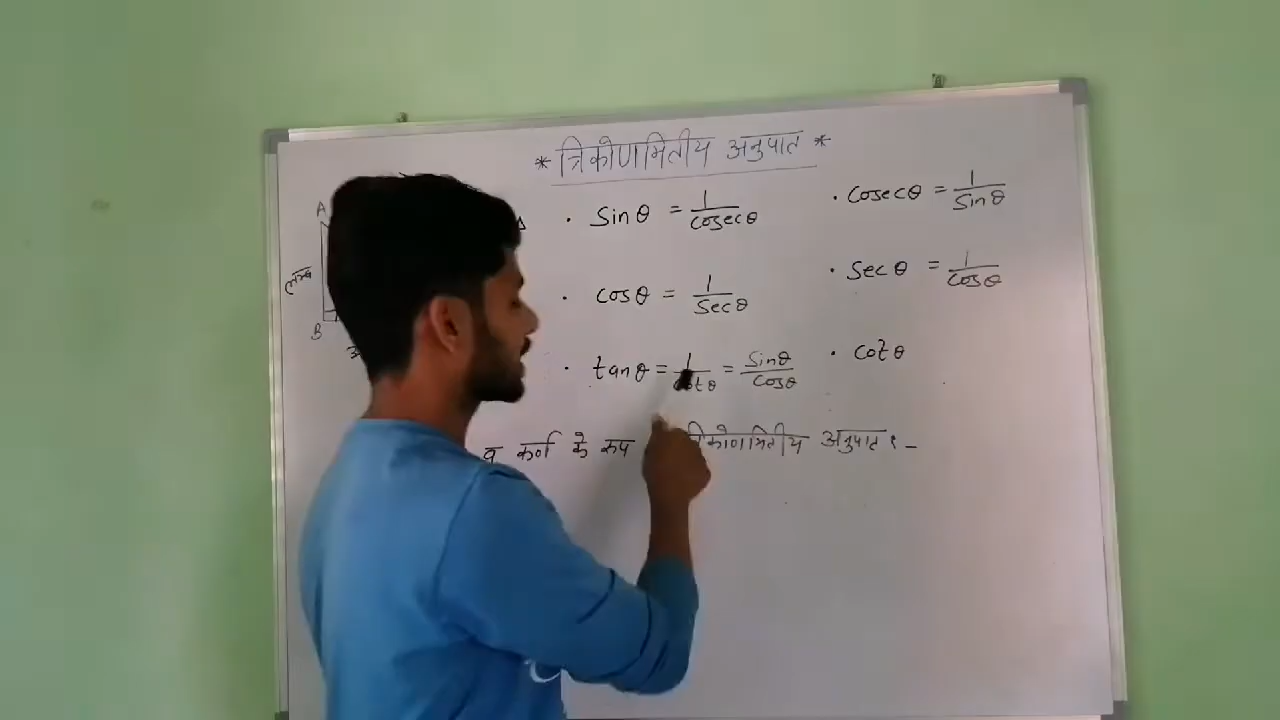 * त्रिकोणमितीय अनुपात *
A
लम्ब
B
· sinθ = 1/cosecθ
· cosecθ = 1/sinθ
· cosθ = 1/secθ
· secθ = 1/cosθ
· tanθ = 1/cotθ = sinθ/cosθ
· cotθ
व कर्ण के रूप त्रिकोणमितीय अनुपात :-